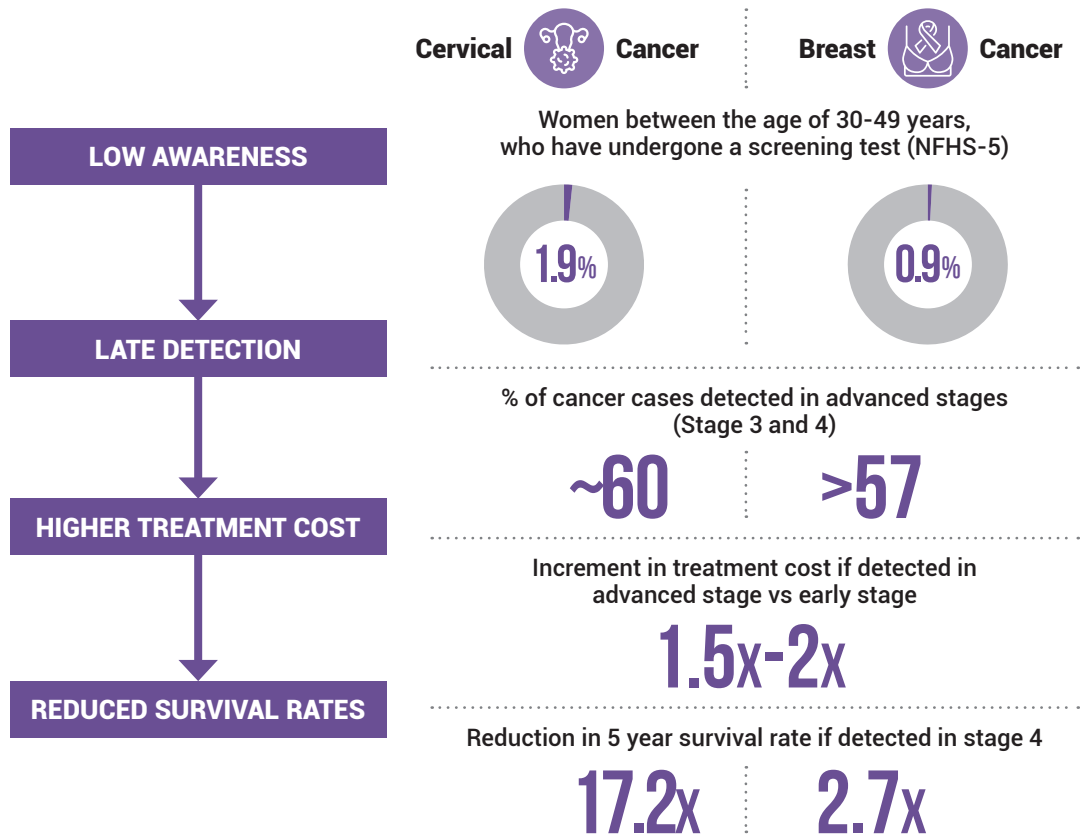 Cervical Cancer
Breast Cancer
LOW AWARENESS
Women between the age of 30-49 years,
who have undergone a screening test (NFHS-5)
1.9%
0.9%
LATE DETECTION
% of cancer cases detected in advanced stages
(Stage 3 and 4)
~60
>57
HIGHER TREATMENT COST
Increment in treatment cost if detected in
advanced stage vs early stage
1.5x-2x
REDUCED SURVIVAL RATES
Reduction in 5 year survival rate if detected in stage 4
17.2x
2.7x